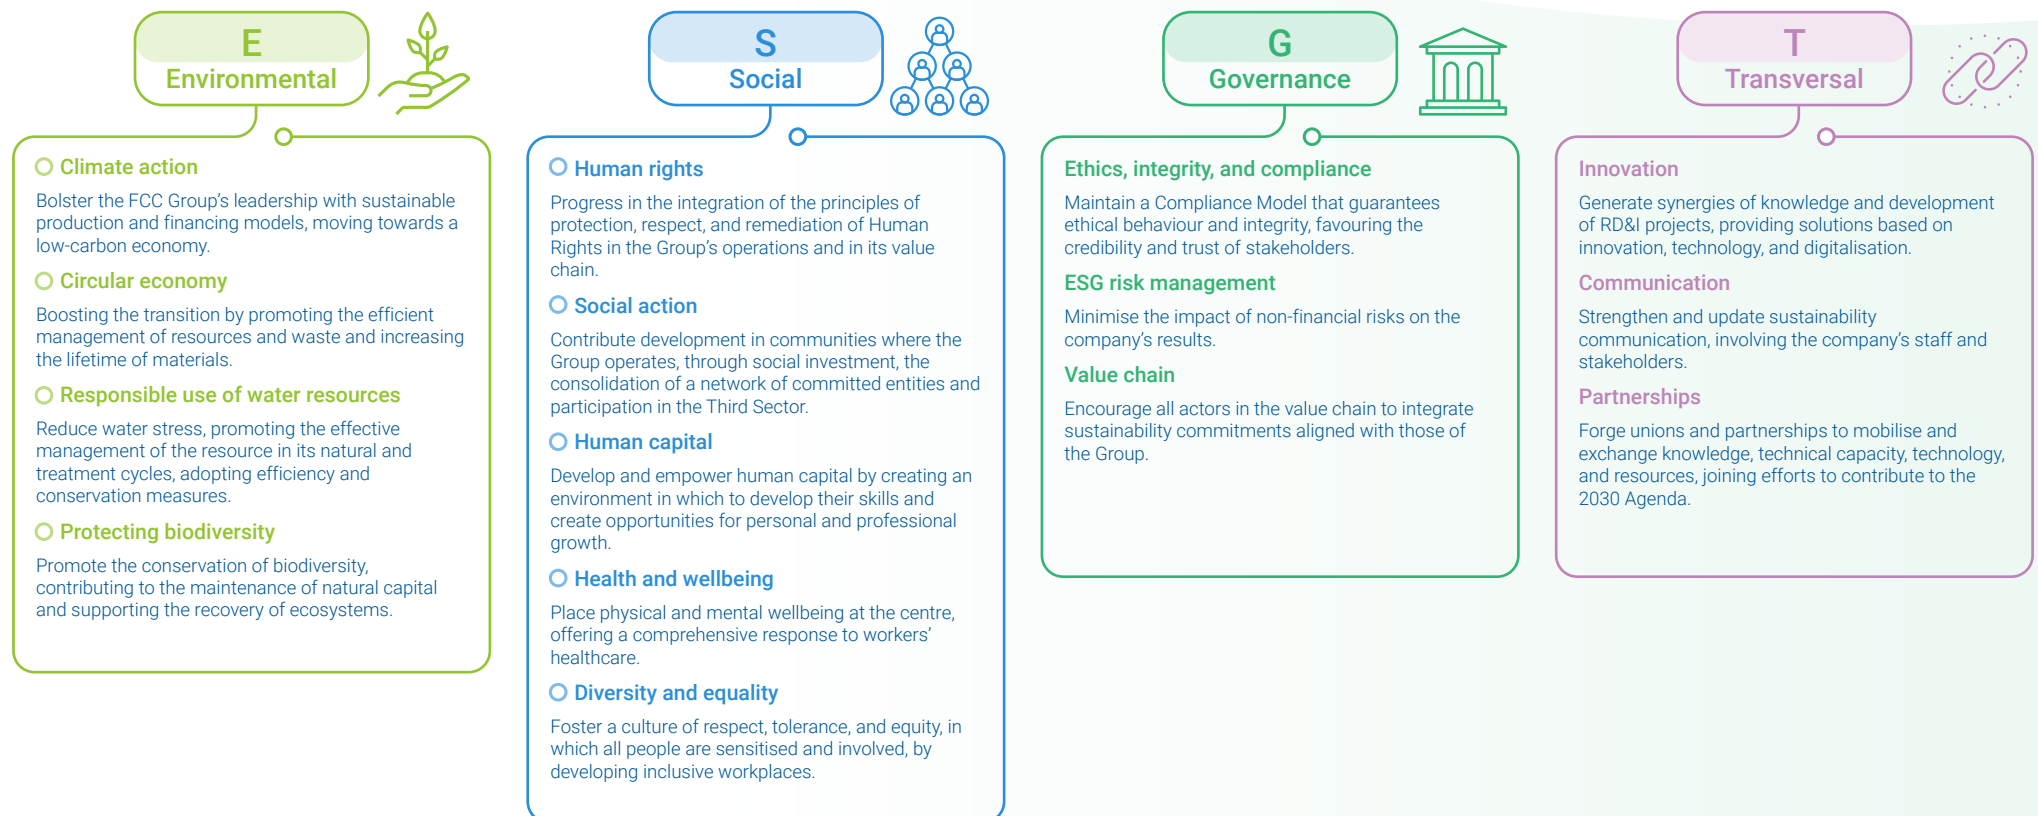 E
Environmental
Climate action
Bolster the FCC Group's leadership with sustainable
production and financing models, moving towards a
low-carbon economy.
Circular economy
Boosting the transition by promoting the efficient
management of resources and waste and increasing
the lifetime of materials.
Responsible use of water resources
Reduce water stress, promoting the effective
management of the resource in its natural and
treatment cycles, adopting efficiency and
conservation measures.
Protecting biodiversity
Promote the conservation of biodiversity,
contributing to the maintenance of natural capital
and supporting the recovery of ecosystems.
S
Social
Human rights
Progress in the integration of the principles of
protection, respect, and remediation of Human
Rights in the Group's operations and in its value
chain.
Social action
Contribute development in communities where the
Group operates, through social investment, the
consolidation of a network of committed entities and
participation in the Third Sector.
Human capital
Develop and empower human capital by creating an
environment in which to develop their skills and
create opportunities for personal and professional
growth.
Health and wellbeing
Place physical and mental wellbeing at the centre,
offering a comprehensive response to workers'
healthcare.
Diversity and equality
Foster a culture of respect, tolerance, and equity, in
which all people are sensitised and involved, by
developing inclusive workplaces.
G
Governance
Ethics, integrity, and compliance
Maintain a Compliance Model that guarantees
ethical behaviour and integrity, favouring the
credibility and trust of stakeholders.
ESG risk management
Minimise the impact of non-financial risks on the
company's results.
Value chain
Encourage all actors in the value chain to integrate
sustainability commitments aligned with those of
the Group.
T
Transversal
Innovation
Generate synergies of knowledge and development
of RD&I projects, providing solutions based on
innovation, technology, and digitalisation.
Communication
Strengthen and update sustainability
communication, involving the company's staff and
stakeholders.
Partnerships
Forge unions and partnerships to mobilise and
exchange knowledge, technical capacity, technology,
and resources, joining efforts to contribute to the
2030 Agenda.